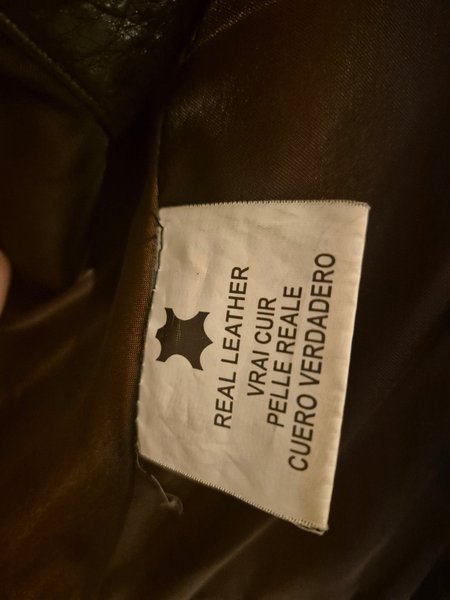 REAL LEATHER
VRAI CUIR
PELLE REALE
CUERO VERDADERO